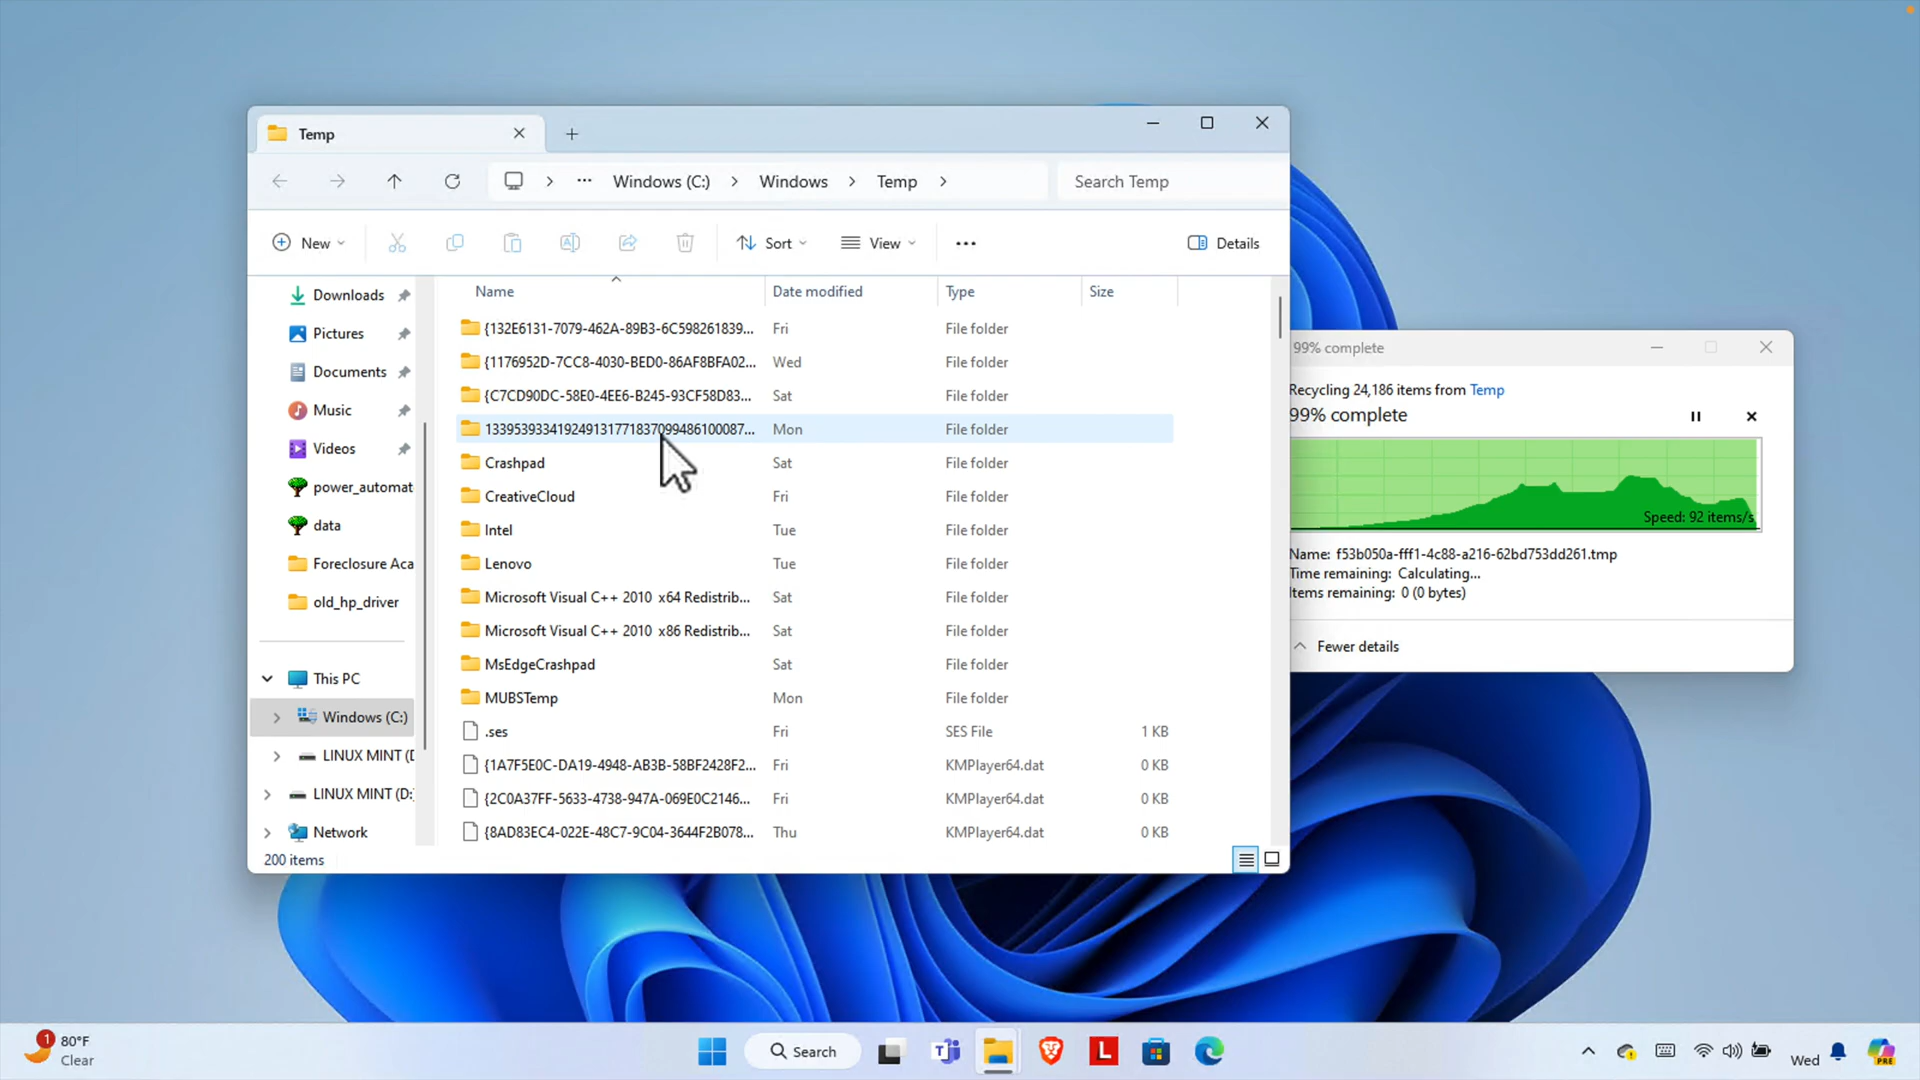 Temp
Windows (C:) Windows Temp
Search Temp
New
Sort
View
Details
Downloads
Pictures
Documents
Music
Videos
power_automat
data
Foreclosure Aca
old_hp_driver
This PC
Windows (C:)
LINUX MINT (D
LINUX MINT (D:)
Network
Name Date modified Type Size
{132E6131-7079-462A-89B3-6C598261839... Fri File folder
{1176952D-7CC8-4030-BED0-86AF8BFA02... Wed File folder
{C7CD90DC-58E0-4EE6-B245-93CF58D83... Sat File folder
13395393341924913177183709948610008​7... Mon File folder
Crashpad Sat File folder
CreativeCloud Fri File folder
Intel Tue File folder
Lenovo Tue File folder
Microsoft Visual C++ 2010 x64 Redistrib... Sat File folder
Microsoft Visual C++ 2010 x86 Redistrib... Sat File folder
MsEdgeCrashpad Sat File folder
MUBSTemp Mon File folder
.ses Fri SES File 1 KB
{1A7F5E0C-DA19-4948-AB3B-58BF2428F2... Fri KMPlayer64.dat 0 KB
{2C0A37FF-5633-4738-947A-069E0C2146... Fri KMPlayer64.dat 0 KB
{8AD83EC4-022E-48C7-9C04-3644F2B078... Thu KMPlayer64.dat 0 KB
200 items
99% complete
Recycling 24,186 items from Temp
99% complete
Speed: 92 items/s
Name: f53b050a-fff1-4c88-a216-62bd753dd261.tmp
Time remaining: Calculating...
Items remaining: 0 (0 bytes)
Fewer details
1
80°F
Clear
Search
T
L
Wed
PRE